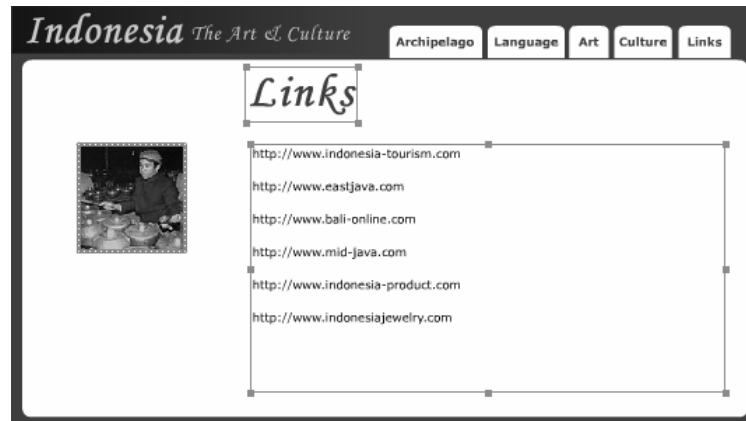 Indonesia The Art & Culture
Archipelago Language Art Culture Links
Links
http://www.indonesia-tourism.com
http://www.eastjava.com
http://www.bali-online.com
http://www.mid-java.com
http://www.indonesia-product.com
http://www.indonesiajewelry.com